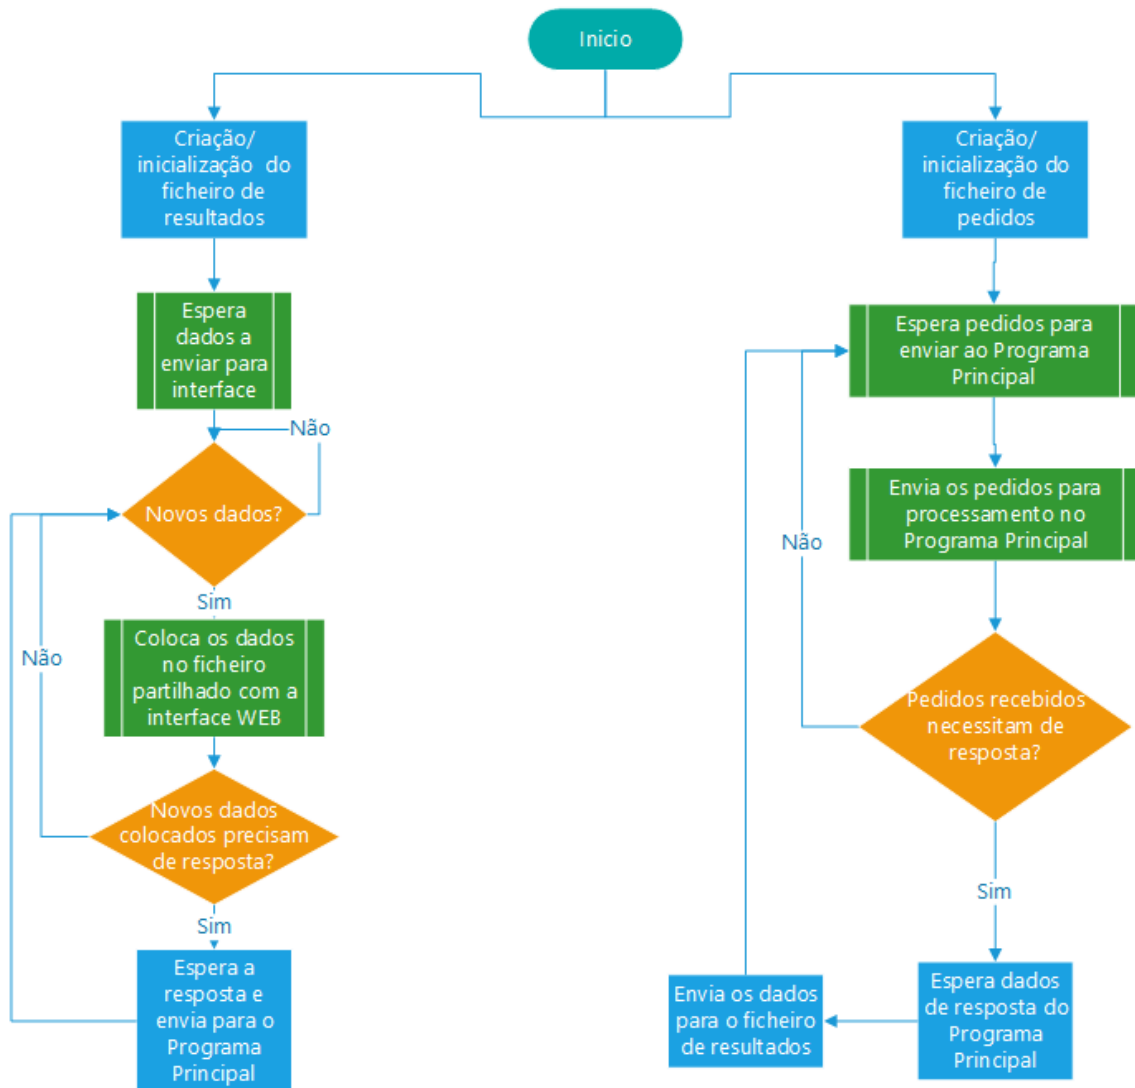 Inicio
Criação/
inicialização do
ficheiro de
resultados
Espera
dados a
enviar para
interface
Não
Novos dados?
Sim
Coloca os dados
no ficheiro
partilhado com a
interface WEB
Não
Novos dados
colocados precisam
de resposta?
Sim
Espera a
resposta e
envia para o
Programa
Principal
Criação/
inicialização do
ficheiro de
pedidos
Espera pedidos para
enviar ao Programa
Principal
Envia os pedidos para
processamento no
Programa Principal
Não
Pedidos recebidos
necessitam de
resposta?
Sim
Espera dados
de resposta do
Programa
Principal
Envia os dados
para o ficheiro
de resultados